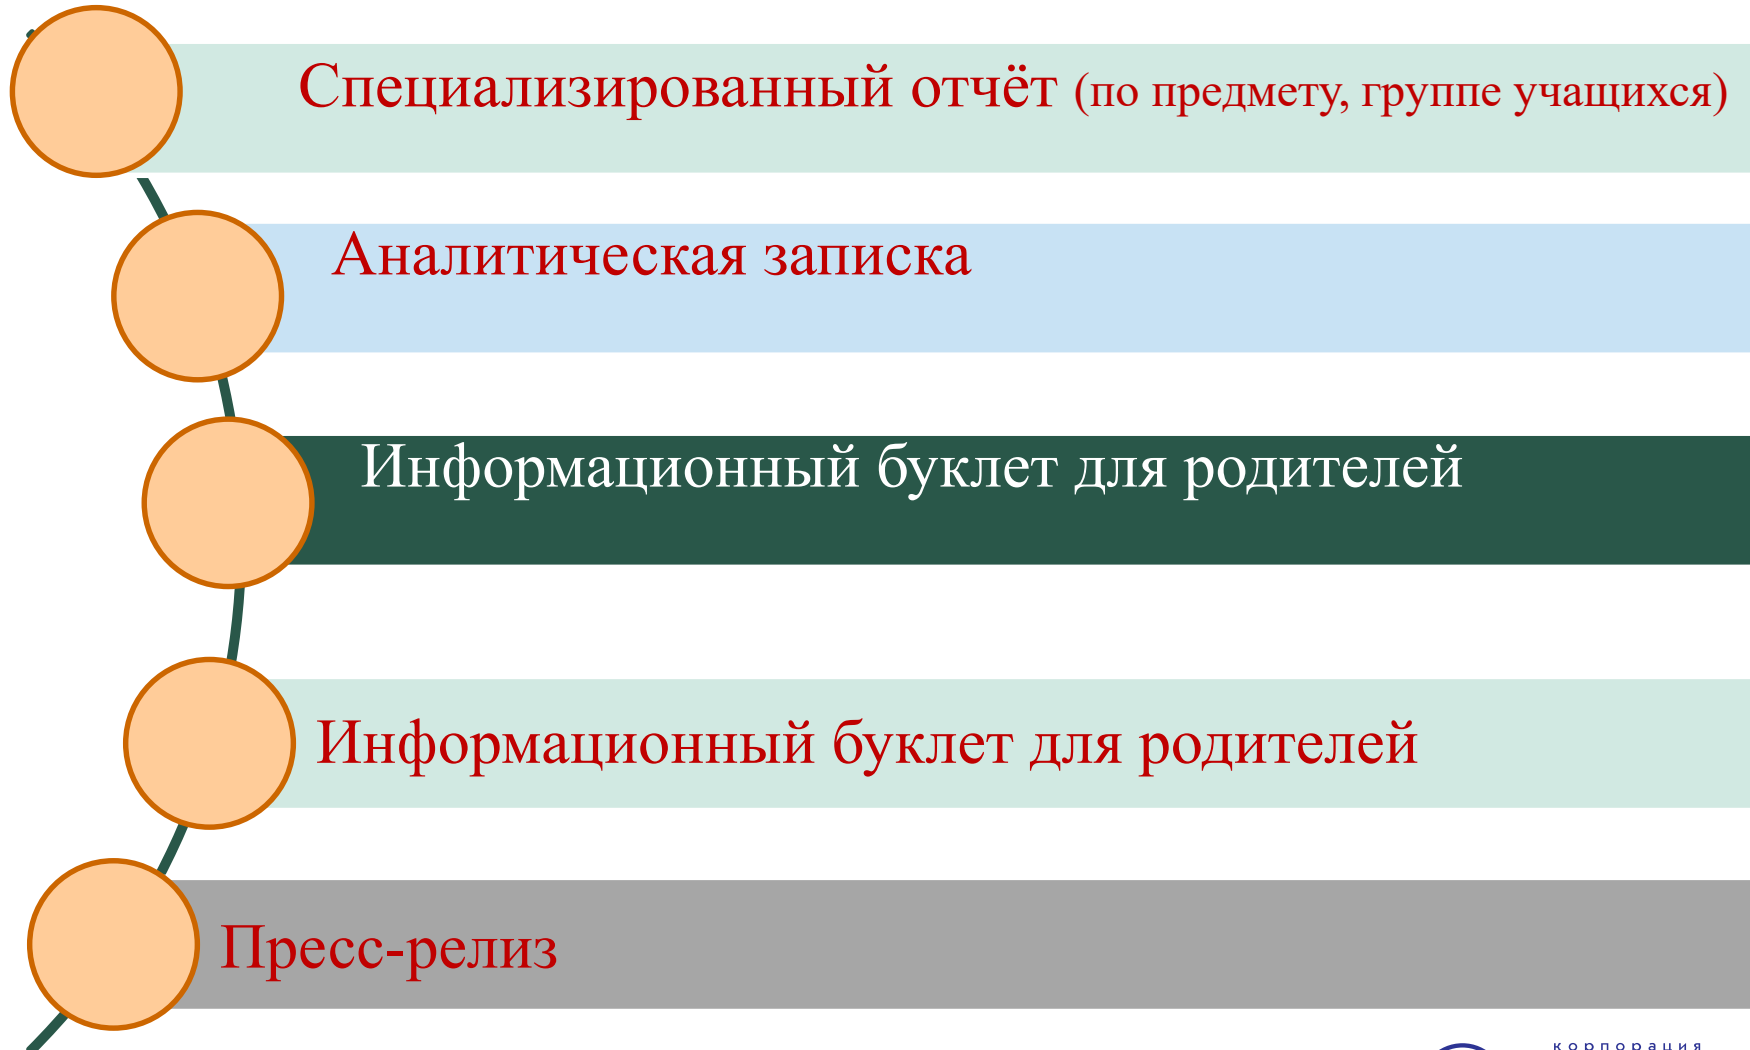 Специализированный отчёт (по предмету, группе учащихся)
Аналитическая записка
Информационный буклет для родителей
Информационный буклет для родителей
Пресс-релиз
корпорация